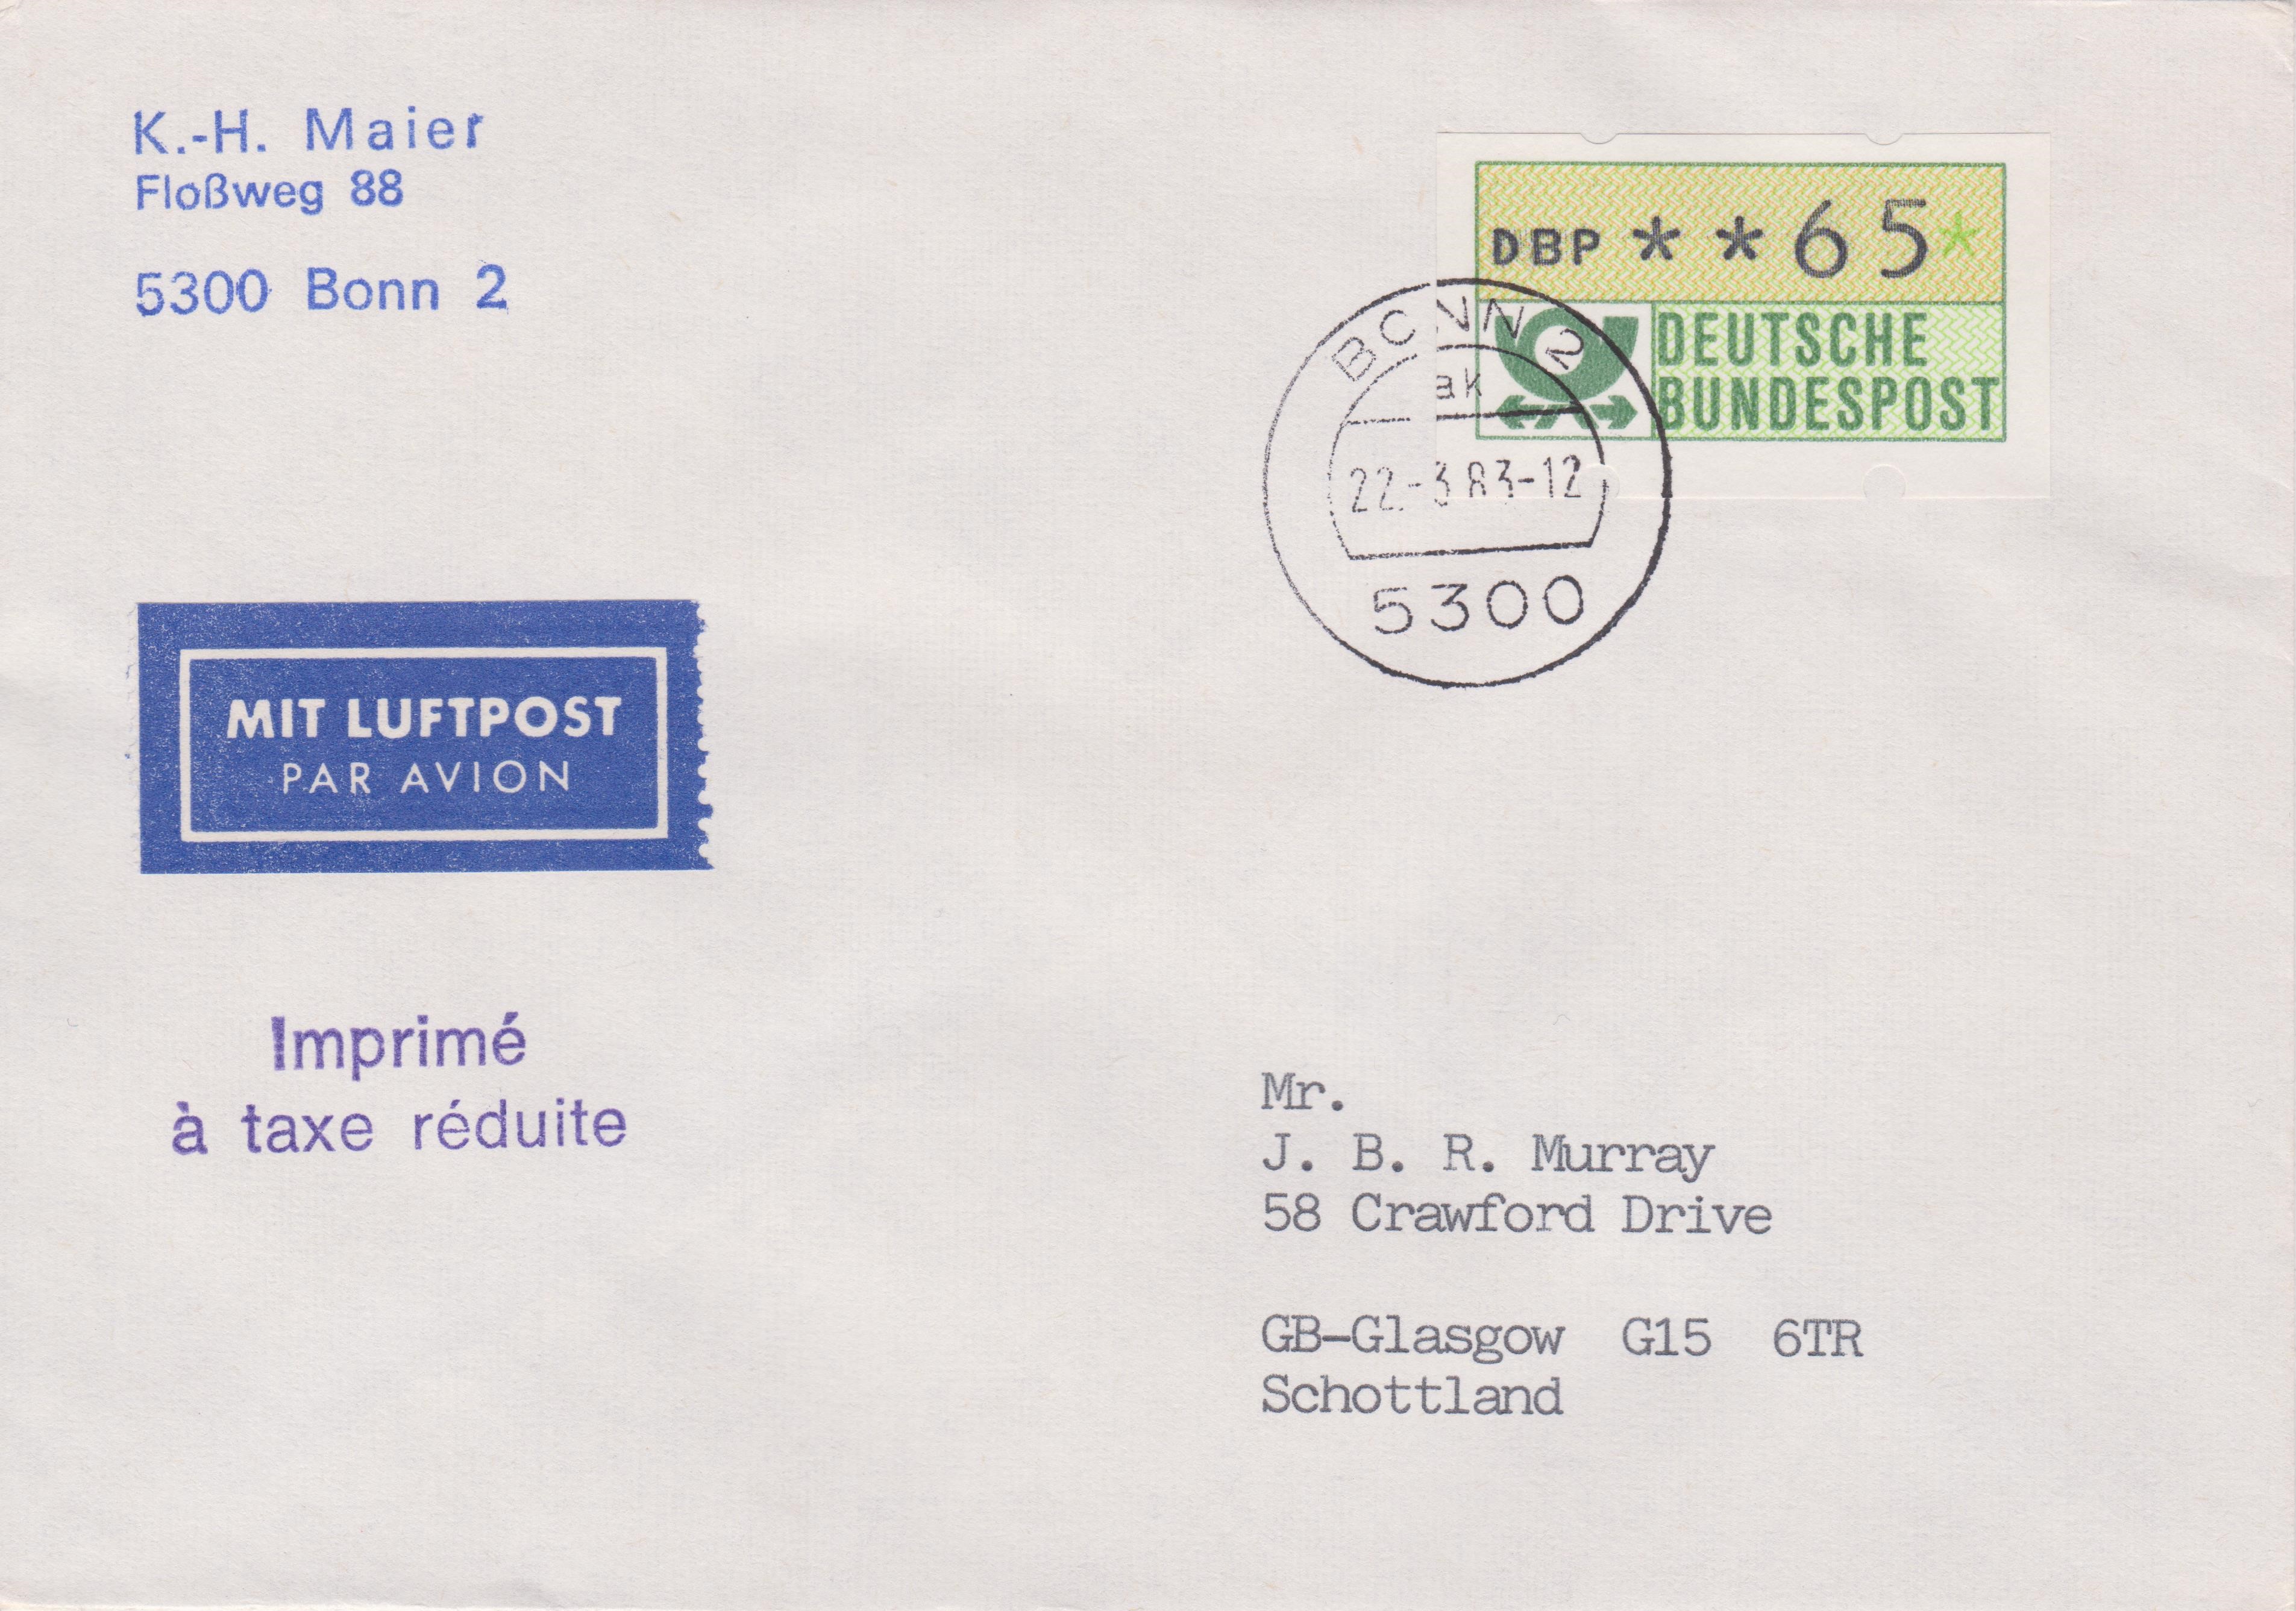 K.-H. Maier
Floßweg 88
5300 Bonn 2
DBP **65*
DEUTSCHE
BUNDESPOST
BONN 2
ak
22.-3.83-12
5300
MIT LUFTPOST
PAR AVION
Imprimé
à taxe réduite
Mr.
J. B. R. Murray
58 Crawford Drive
GB-Glasgow G15 6TR
Schottland